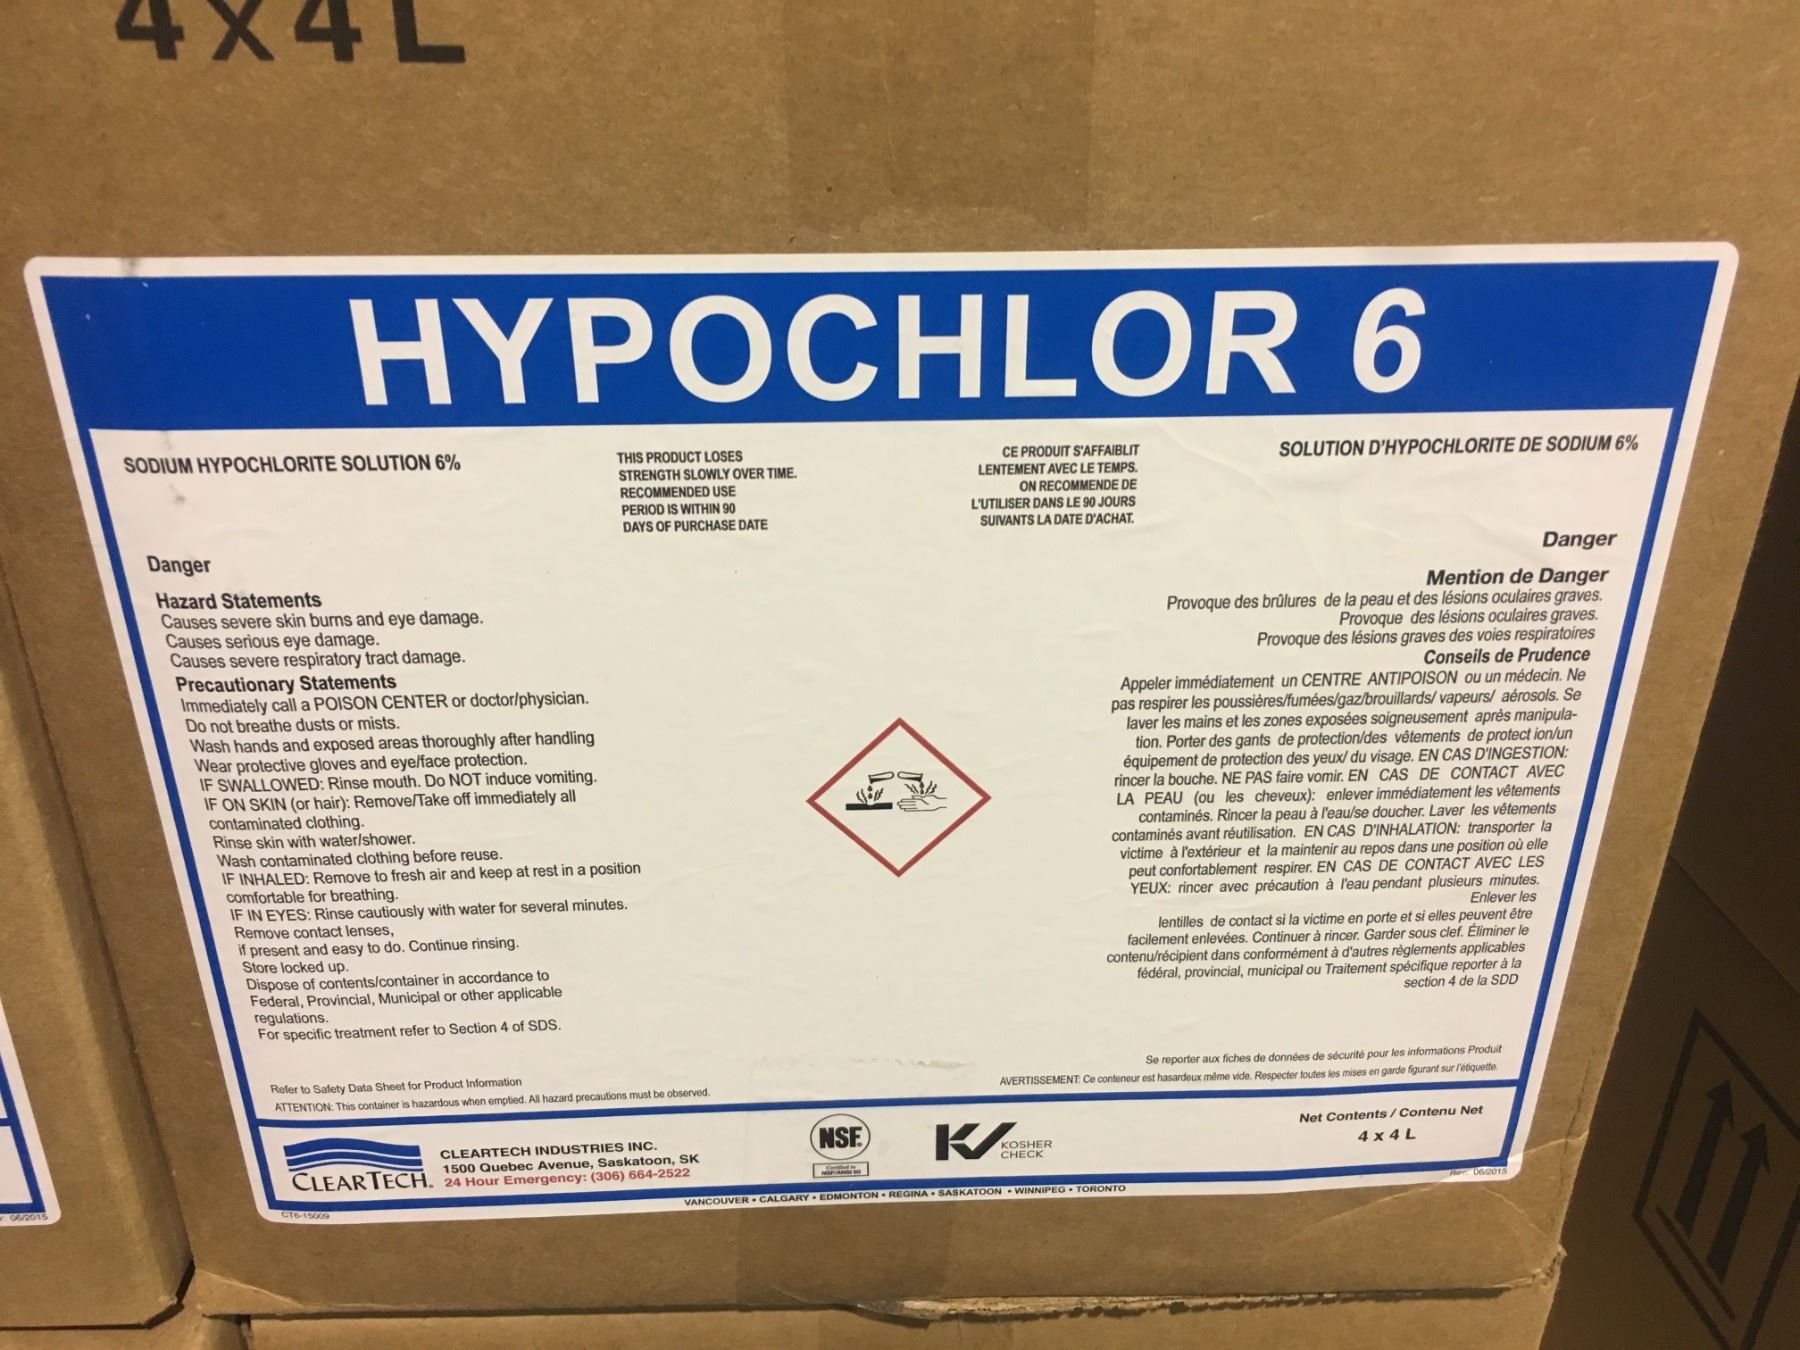 4X4L
HYPOCHLOR 6
SODIUM HYPOCHLORITE SOLUTION 6%
THIS PRODUCT LOSES
STRENGTH SLOWLY OVER TIME.
RECOMMENDED USE
PERIOD IS WITHIN 90
DAYS OF PURCHASE DATE
CE PRODUIT S'AFFAIBLIT
LENTEMENT AVEC LE TEMPS.
ON RECOMMENDE DE
L'UTILISER DANS LE 90 JOURS
SUIVANTS LA DATE D'ACHAT.
SOLUTION D'HYPOCHLORITE DE SODIUM 6%
Danger
Hazard Statements
Causes severe skin burns and eye damage.
Causes serious eye damage.
Causes severe respiratory tract damage.
Precautionary Statements
Immediately call a POISON CENTER or doctor/physician.
Do not breathe dusts or mists.
Wash hands and exposed areas thoroughly after handling
Wear protective gloves and eye/face protection.
IF SWALLOWED: Rinse mouth. Do NOT induce vomiting.
IF ON SKIN (or hair): Remove/Take off immediately all
contaminated clothing.
Rinse skin with water/shower.
Wash contaminated clothing before reuse.
IF INHALED: Remove to fresh air and keep at rest in a position
comfortable for breathing.
IF IN EYES: Rinse cautiously with water for several minutes.
Remove contact lenses,
if present and easy to do. Continue rinsing.
Store locked up.
Dispose of contents/container in accordance to
Federal, Provincial, Municipal or other applicable
regulations.
For specific treatment refer to Section 4 of SDS.
Refer to Safety Data Sheet for Product Information
ATTENTION: This container is hazardous when emptied. All hazard precautions must be observed.
Danger
Mention de Danger
Provoque des brûlures de la peau et des lésions oculaires graves.
Provoque des lésions oculaires graves.
Provoque des lésions graves des voies respiratoires
Conseils de Prudence
Appeler immédiatement un CENTRE ANTIPOISON ou un médecin. Ne
pas respirer les poussières/fumées/gaz/brouillards/ vapeurs/ aérosols. Se
laver les mains et les zones exposées soigneusement après manipula-
tion. Porter des gants de protection/des vêtements de protect ion/un
équipement de protection des yeux/ du visage. EN CAS D'INGESTION:
rincer la bouche. NE PAS faire vomir. EN CAS DE CONTACT AVEC
LA PEAU (ou les cheveux): enlever immédiatement les vêtements
contaminés. Rincer la peau à l'eau/se doucher. Laver les vêtements
contaminés avant réutilisation. EN CAS D'INHALATION: transporter la
victime à l'extérieur et la maintenir au repos dans une position où elle
peut confortablement respirer. EN CAS DE CONTACT AVEC LES
YEUX: rincer avec précaution à l'eau pendant plusieurs minutes.
Enlever les
lentilles de contact si la victime en porte et si elles peuvent être
facilement enlevées. Continuer à rincer. Garder sous clef. Éliminer le
contenu/récipient dans conformément à d'autres règlements applicables
fédéral, provincial, municipal ou Traitement spécifique reporter à la
section 4 de la SDD
Se reporter aux fiches de données de sécurité pour les informations Produit
AVERTISSEMENT: Ce conteneur est hasardeux même vide. Respecter toutes les mises en garde figurant sur l'étiquette.
CLEARTECH.
CLEARTECH INDUSTRIES INC.
1500 Quebec Avenue, Saskatoon, SK
24 Hour Emergency: (306) 664-2522
NSF.
Certified to
NSF/ANSI 60
KV
KOSHER
CHECK
Net Contents / Contenu Net
4 x 4 L
06/2015
VANCOUVER • CALGARY • EDMONTON • REGINA • SASKATOON • WINNIPEG • TORONTO
CT6-15009
06/2015